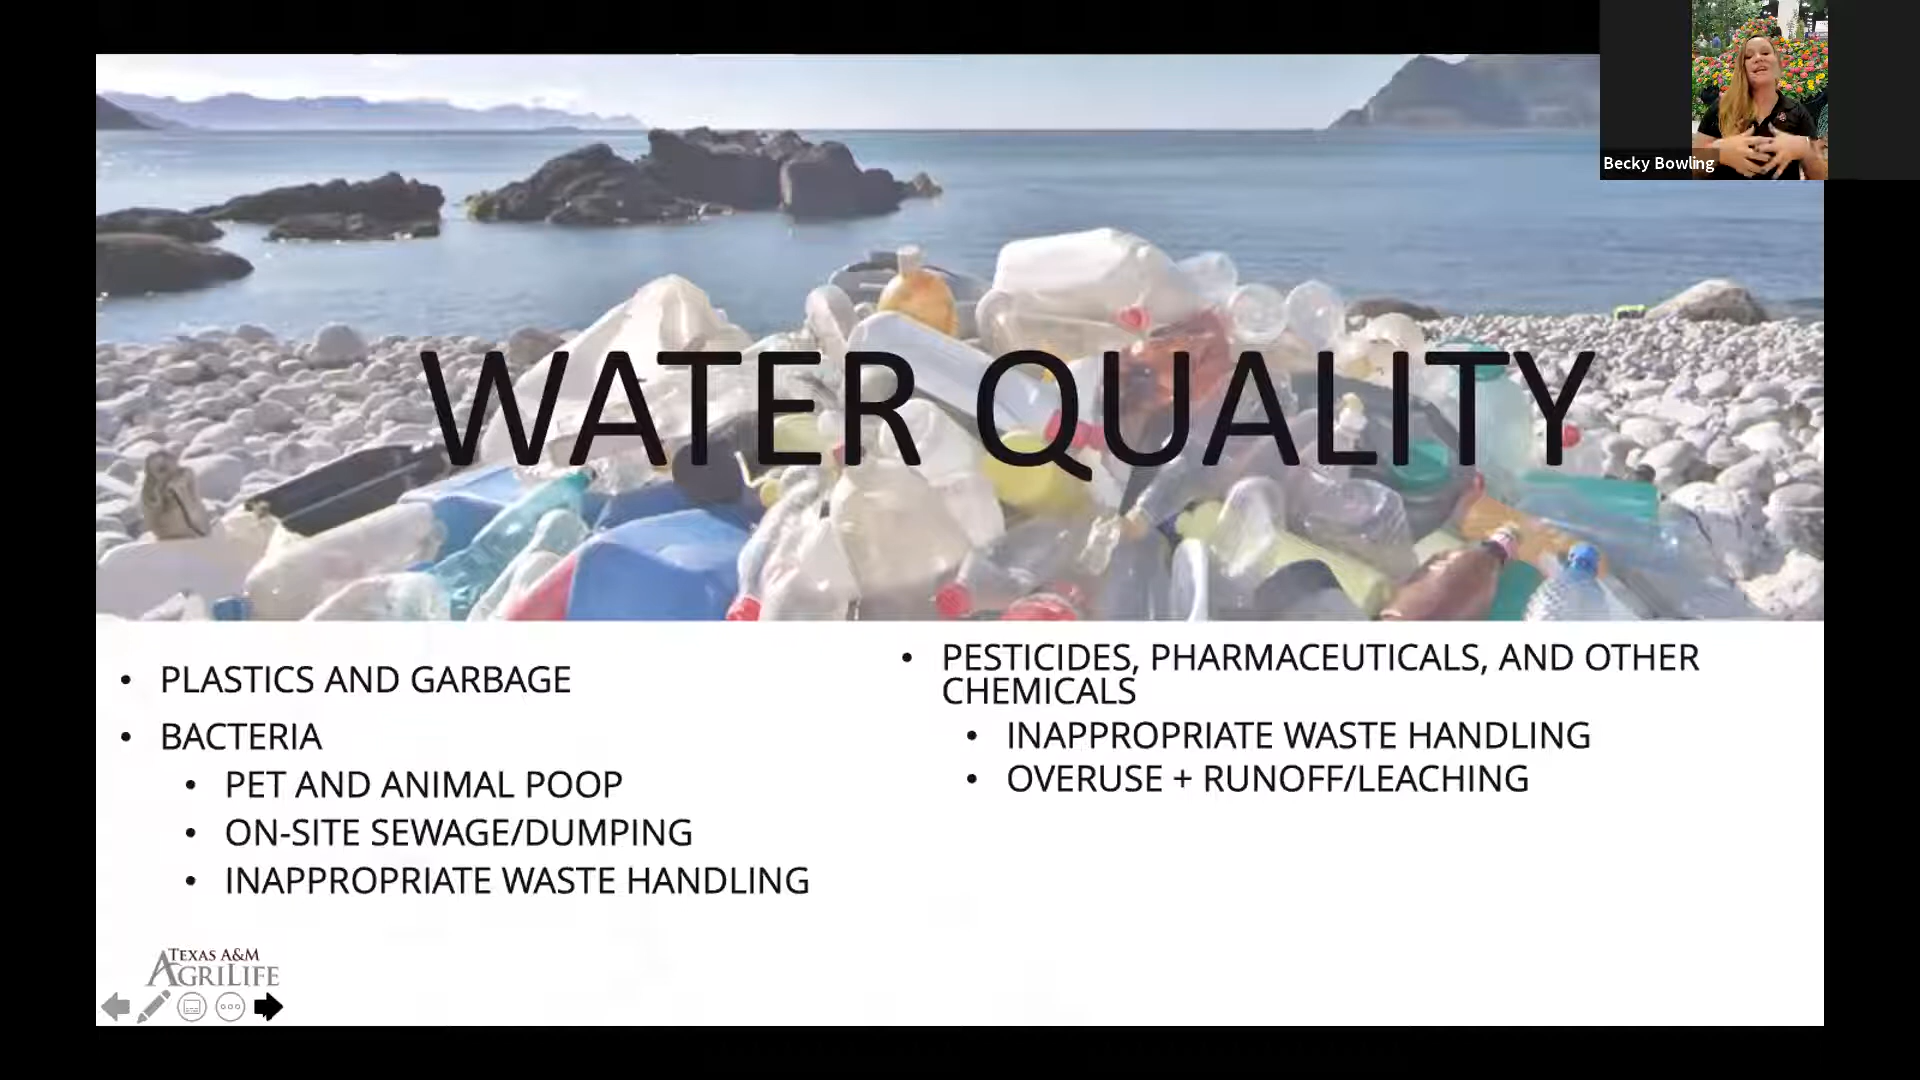 Becky Bowling
WATER QUALITY
• PLASTICS AND GARBAGE
• BACTERIA
• PET AND ANIMAL POOP
• ON-SITE SEWAGE/DUMPING
• INAPPROPRIATE WASTE HANDLING
• PESTICIDES, PHARMACEUTICALS, AND OTHER
CHEMICALS
• INAPPROPRIATE WASTE HANDLING
• OVERUSE + RUNOFF/LEACHING
TEXAS A&M
AGRILIFE